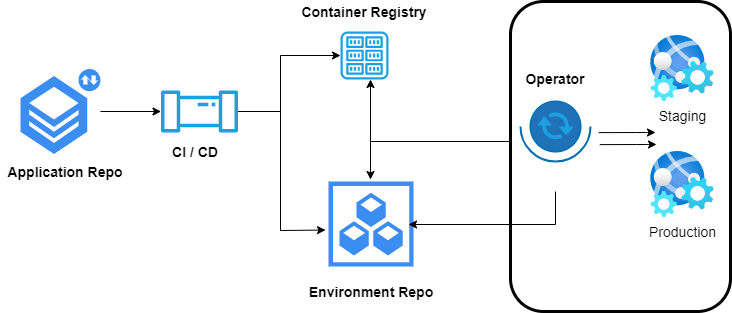 Container Registry
Operator
Staging
CI / CD
Application Repo
Production
Environment Repo